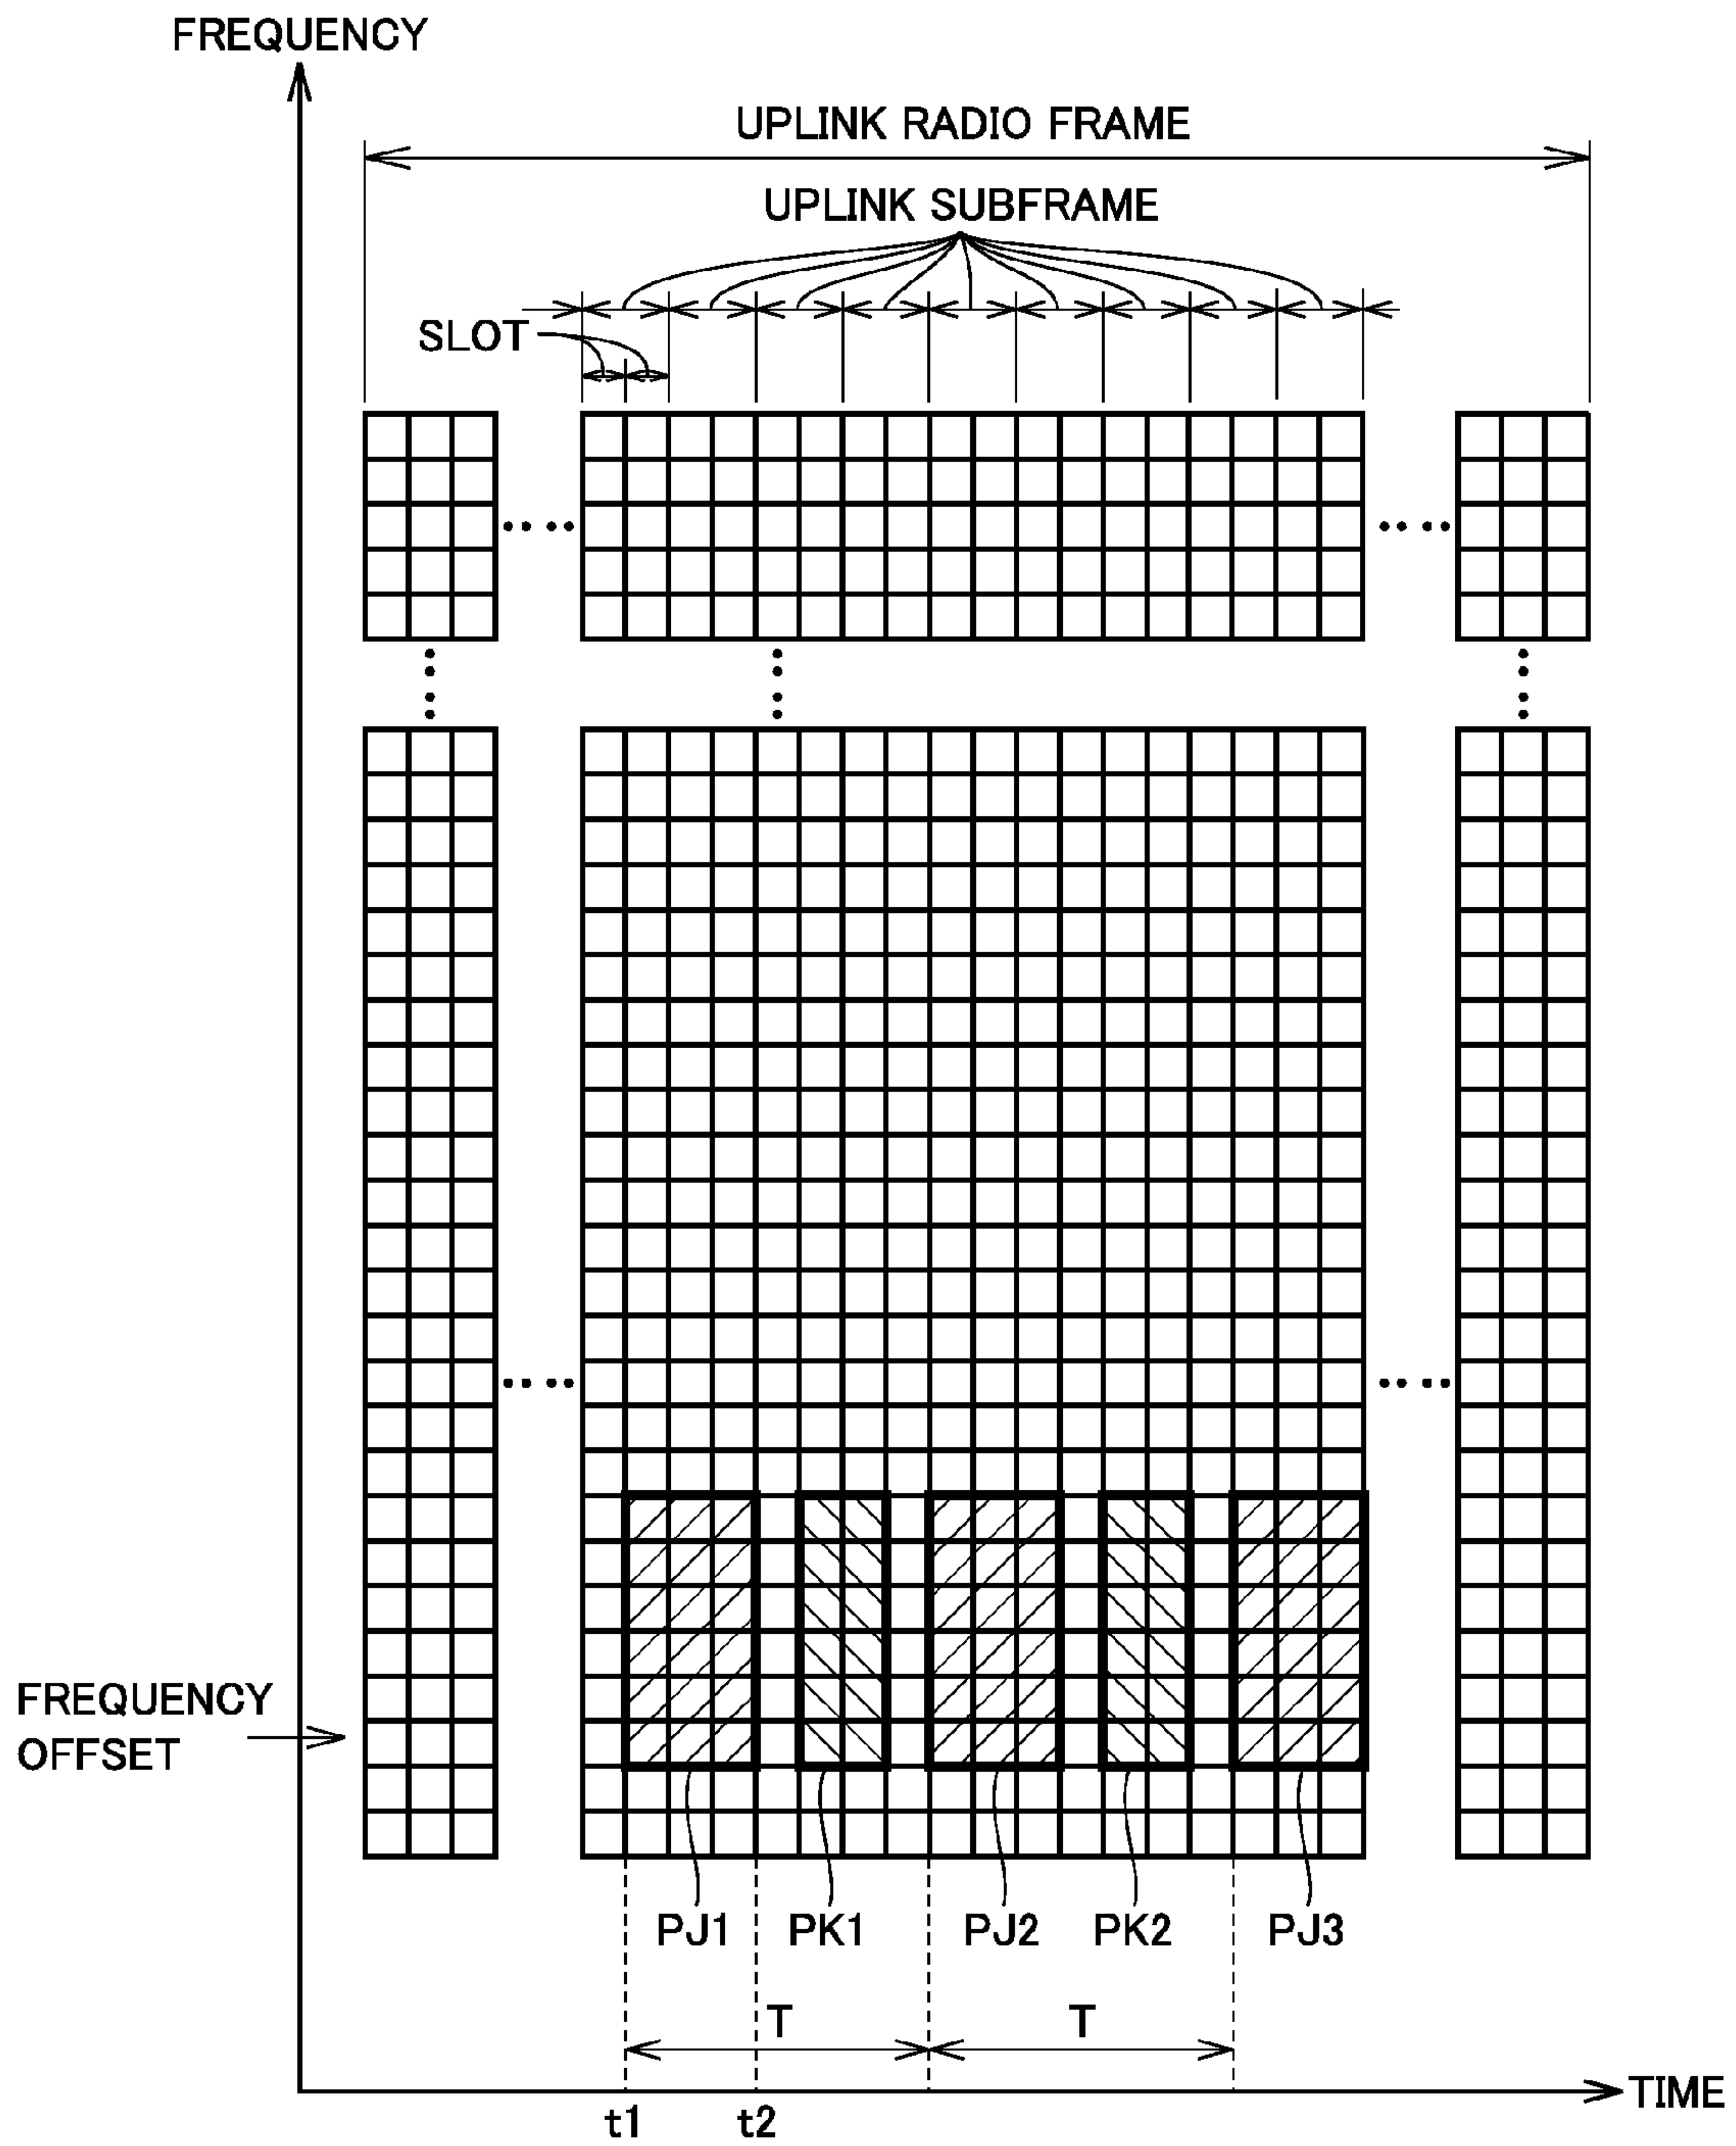 FREQUENCY
UPLINK RADIO FRAME
UPLINK SUBFRAME
SLOT
FREQUENCY
OFFSET
PJ1
PK1
PJ2
PK2
PJ3
T
T
TIME
t1
t2